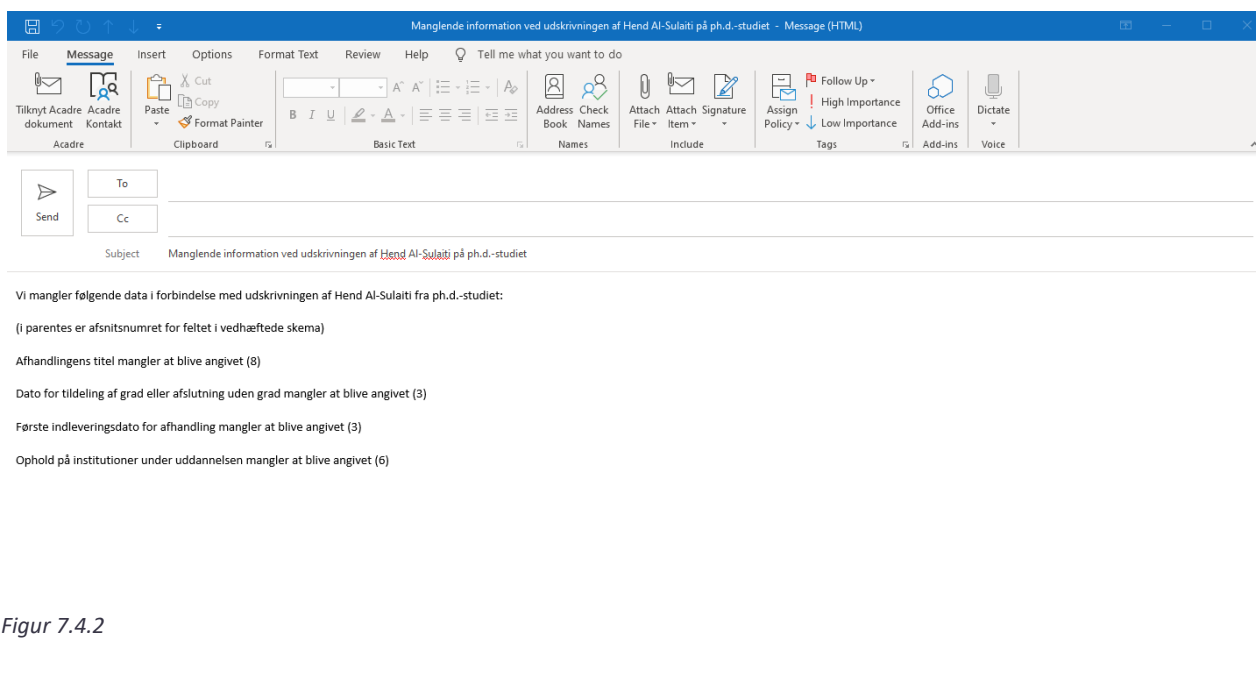 Manglende information ved udskrivningen af Hend Al-Sulaiti på ph.d.-studiet - Message (HTML)
File Message Insert Options Format Text Review Help Tell me what you want to do
Tilknyt Acadre dokument
Acadre Kontakt
Acadre
Paste
Cut
Copy
Format Painter
Clipboard
B I U
Basic Text
Address Book
Check Names
Names
Attach File
Attach Item
Signature
Include
Assign Policy
Follow Up
High Importance
Low Importance
Tags
Office Add-ins
Add-ins
Dictate
Voice
Send
To
Cc
Subject Manglende information ved udskrivningen af Hend Al-Sulaiti på ph.d.-studiet
Vi mangler følgende data i forbindelse med udskrivningen af Hend Al-Sulaiti fra ph.d.-studiet:
(i parentes er afsnitsnumret for feltet i vedhæftede skema)
Afhandlingens titel mangler at blive angivet (8)
Dato for tildeling af grad eller afslutning uden grad mangler at blive angivet (3)
Første indleveringsdato for afhandling mangler at blive angivet (3)
Ophold på institutioner under uddannelsen mangler at blive angivet (6)
Figur 7.4.2